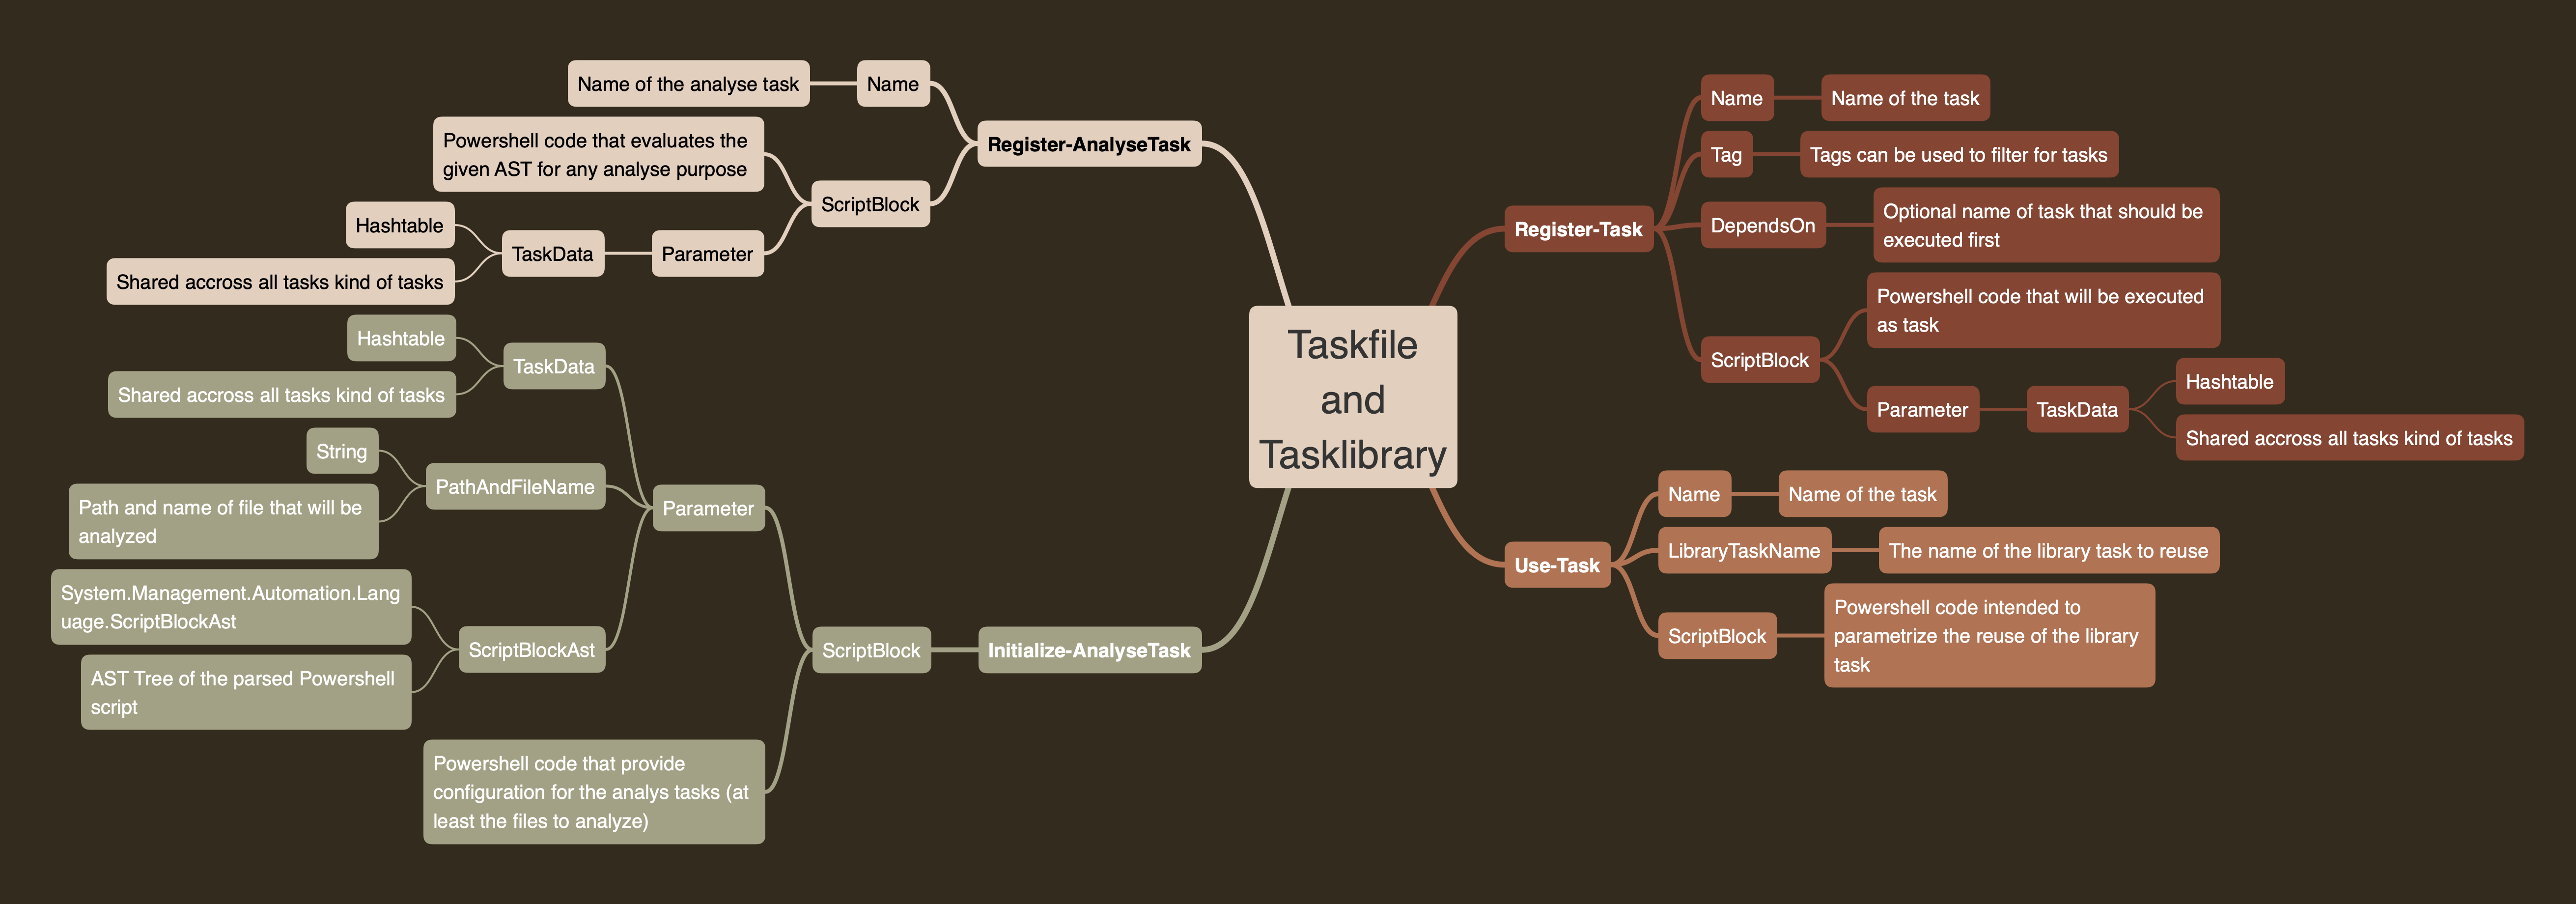 Taskfile
and
Tasklibrary
Register-AnalyseTask
Name
Name of the analyse task
ScriptBlock
Powershell code that evaluates the
given AST for any analyse purpose
Parameter
TaskData
Hashtable
Shared accross all tasks kind of tasks
Initialize-AnalyseTask
ScriptBlock
Parameter
TaskData
Hashtable
Shared accross all tasks kind of tasks
PathAndFileName
String
Path and name of file that will be
analyzed
ScriptBlockAst
System.Management.Automation.Lang
uage.ScriptBlockAst
AST Tree of the parsed Powershell
script
Powershell code that provide
configuration for the analys tasks (at
least the files to analyze)
Register-Task
Name
Name of the task
Tag
Tags can be used to filter for tasks
DependsOn
Optional name of task that should be
executed first
ScriptBlock
Powershell code that will be executed
as task
Parameter
TaskData
Hashtable
Shared accross all tasks kind of tasks
Use-Task
Name
Name of the task
LibraryTaskName
The name of the library task to reuse
ScriptBlock
Powershell code intended to
parametrize the reuse of the library
task